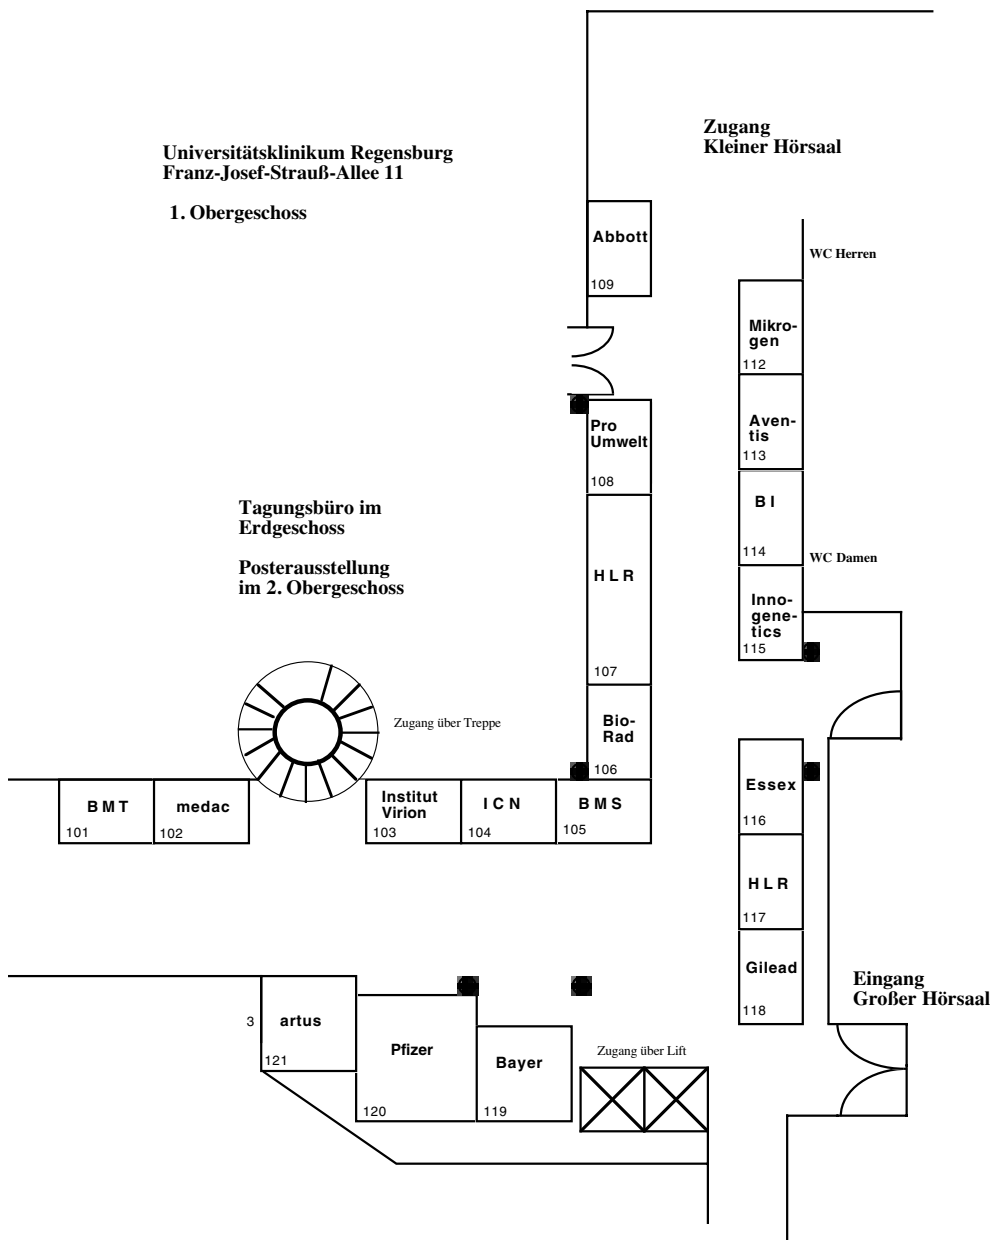 Zugang
Kleiner Hörsaal
Universitätsklinikum Regensburg
Franz-Josef-Strauß-Allee 11
1. Obergeschoss
Abbott
109
WC Herren
Mikro-
gen
112
Pro
Umwelt
108
Aven-
tis
113
Tagungsbüro im
Erdgeschoss
Posterausstellung
im 2. Obergeschoss
B I
114
WC Damen
H L R
107
Inno-
gene-
tics
115
Zugang über Treppe
Bio-
Rad
106
B M T
101
medac
102
Institut
Virion
103
I C N
104
B M S
105
Essex
116
H L R
117
Gilead
118
Eingang
Großer Hörsaal
3
artus
121
Pfizer
120
Bayer
119
Zugang über Lift